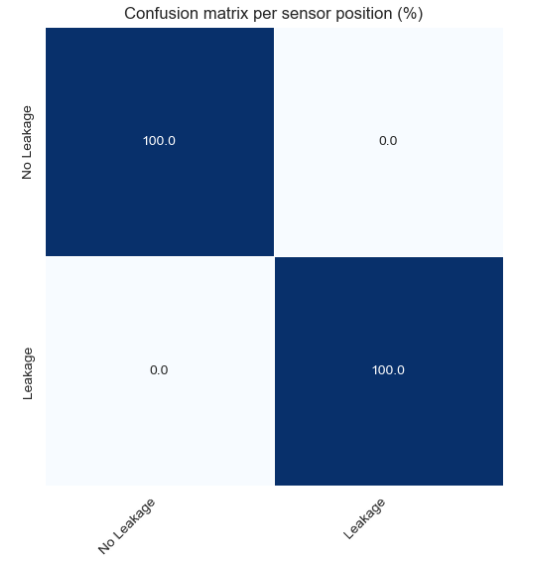 Confusion matrix per sensor position (%)
No Leakage
100.0
0.0
Leakage
0.0
100.0
No Leakage
Leakage